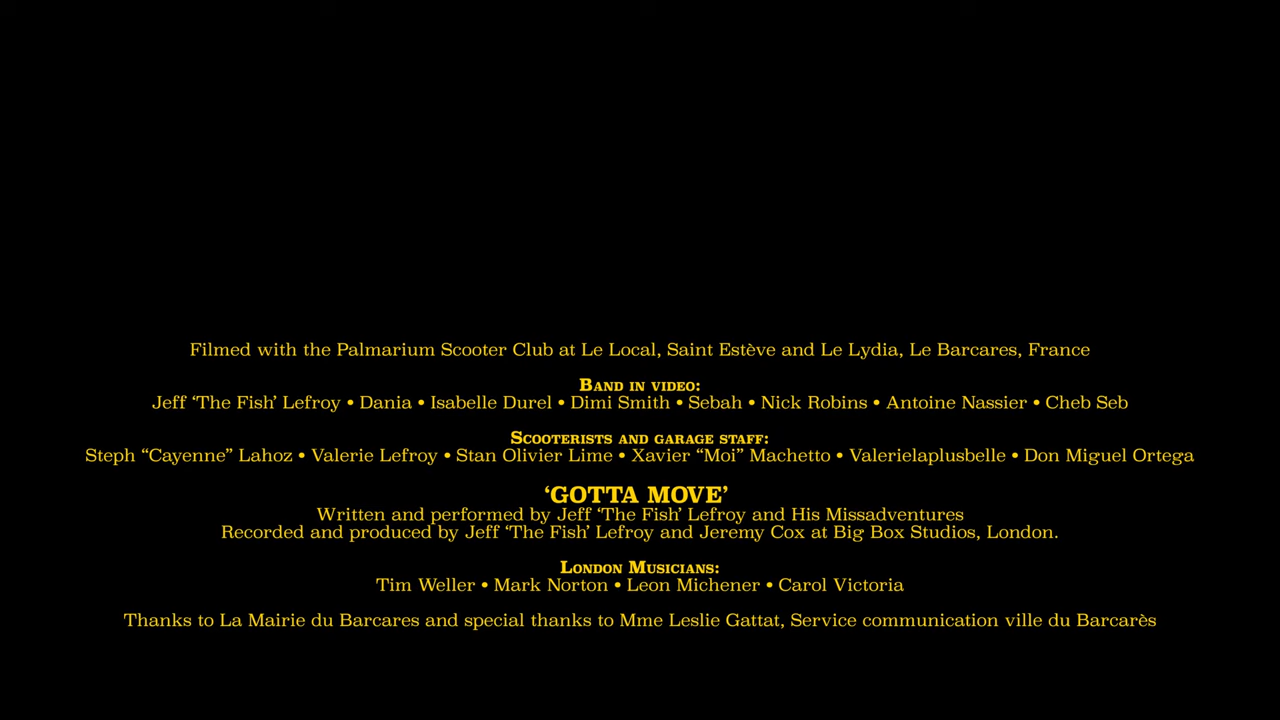 Filmed with the Palmarium Scooter Club at Le Local, Saint Estève and Le Lydia, Le Barcares, France
Band in video:
Jeff ‘The Fish’ Lefroy • Dania • Isabelle Durel • Dimi Smith • Sebah • Nick Robins • Antoine Nassier • Cheb Seb
Scooterists and garage staff:
Steph “Cayenne” Lahoz • Valerie Lefroy • Stan Olivier Lime • Xavier “Moi” Machetto • Valerielaplusbelle • Don Miguel Ortega
‘GOTTA MOVE’
Written and performed by Jeff ‘The Fish’ Lefroy and His Missadventures
Recorded and produced by Jeff ‘The Fish’ Lefroy and Jeremy Cox at Big Box Studios, London.
London Musicians:
Tim Weller • Mark Norton • Leon Michener • Carol Victoria
Thanks to La Mairie du Barcares and special thanks to Mme Leslie Gattat, Service communication ville du Barcarès